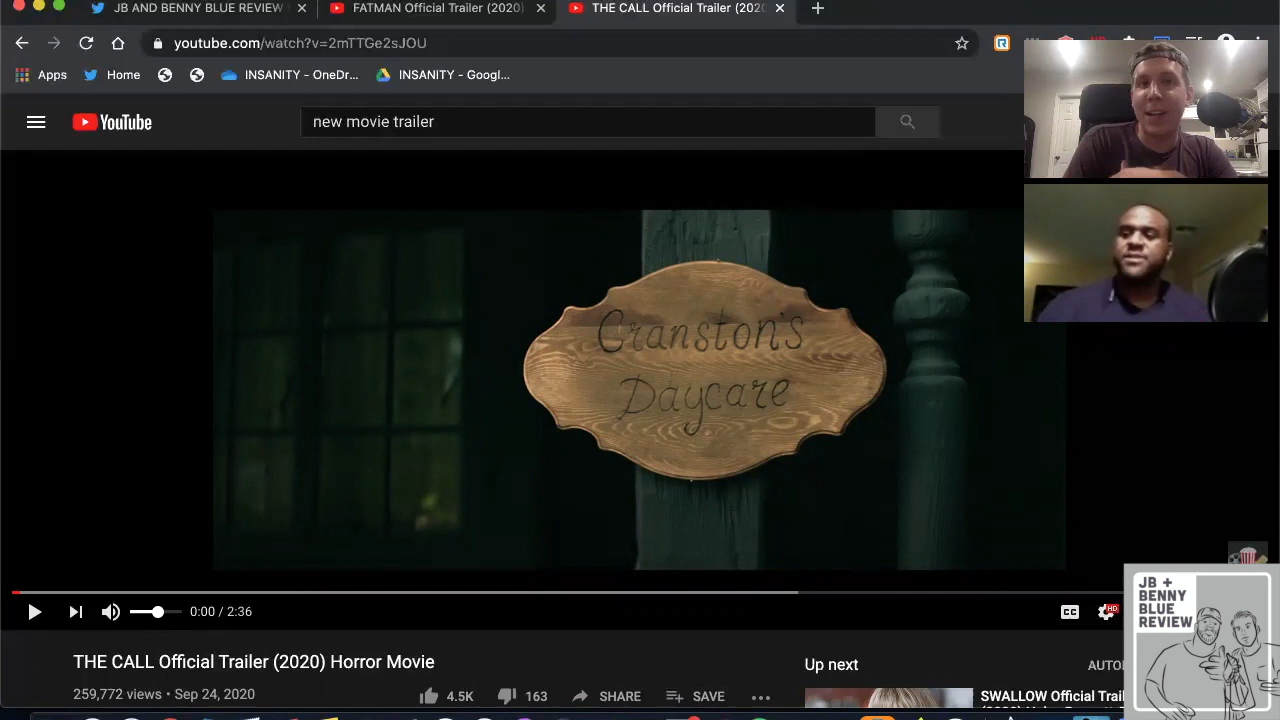 JB AND BENNY BLUE REVIEW
FATMAN Official Trailer (2020)
THE CALL Official Trailer (202
youtube.com/watch?v=2mTTGe2sJOU
Apps
Home
INSANITY - OneDr...
INSANITY - Googl...
YouTube
new movie trailer
Cranston's
Daycare
0:00 / 2:36
CC
HD
THE CALL Official Trailer (2020) Horror Movie
259,772 views • Sep 24, 2020
4.5K
163
SHARE
SAVE
Up next
AUTO
SWALLOW Official Trai
JB +
BENNY
BLUE
REVIEW